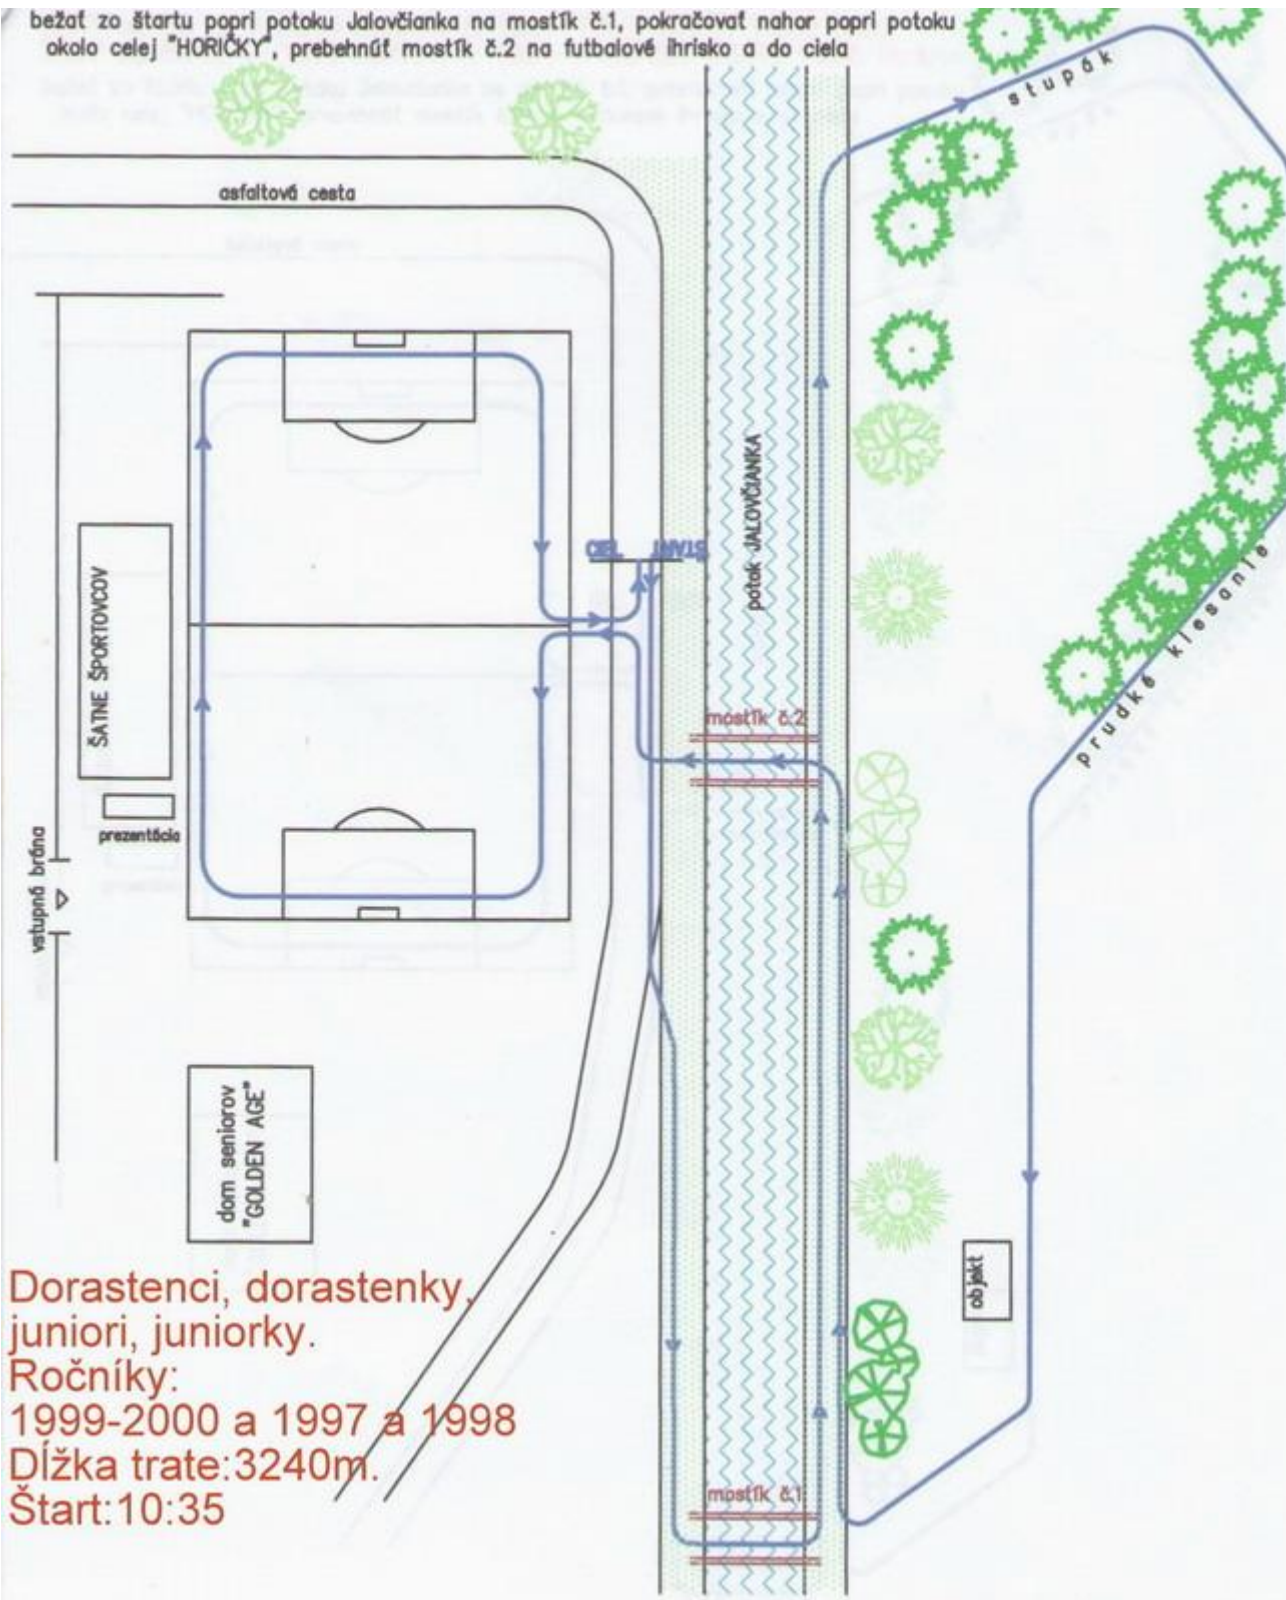 bežať zo štartu popri potoku Jalovčianka na mostík č.1, pokračovať nahor popri potoku
okolo celej "HORIČKY", prebehnúť mostík č.2 na futbalové ihrisko a do ciela
stupák
asfaltová cesta
potok JALOVČIANKA
CIEL
ŠTART
ŠATNE ŠPORTOVCOV
prudké klesanie
mostík č.2
prezentácia
vstupná brána
dom seniorov
"GOLDEN AGE"
objekt
Dorastenci, dorastenky,
juniori, juniorky.
Ročníky:
1999-2000 a 1997 a 1998
Dĺžka trate:3240m.
Štart:10:35
mostík č.1